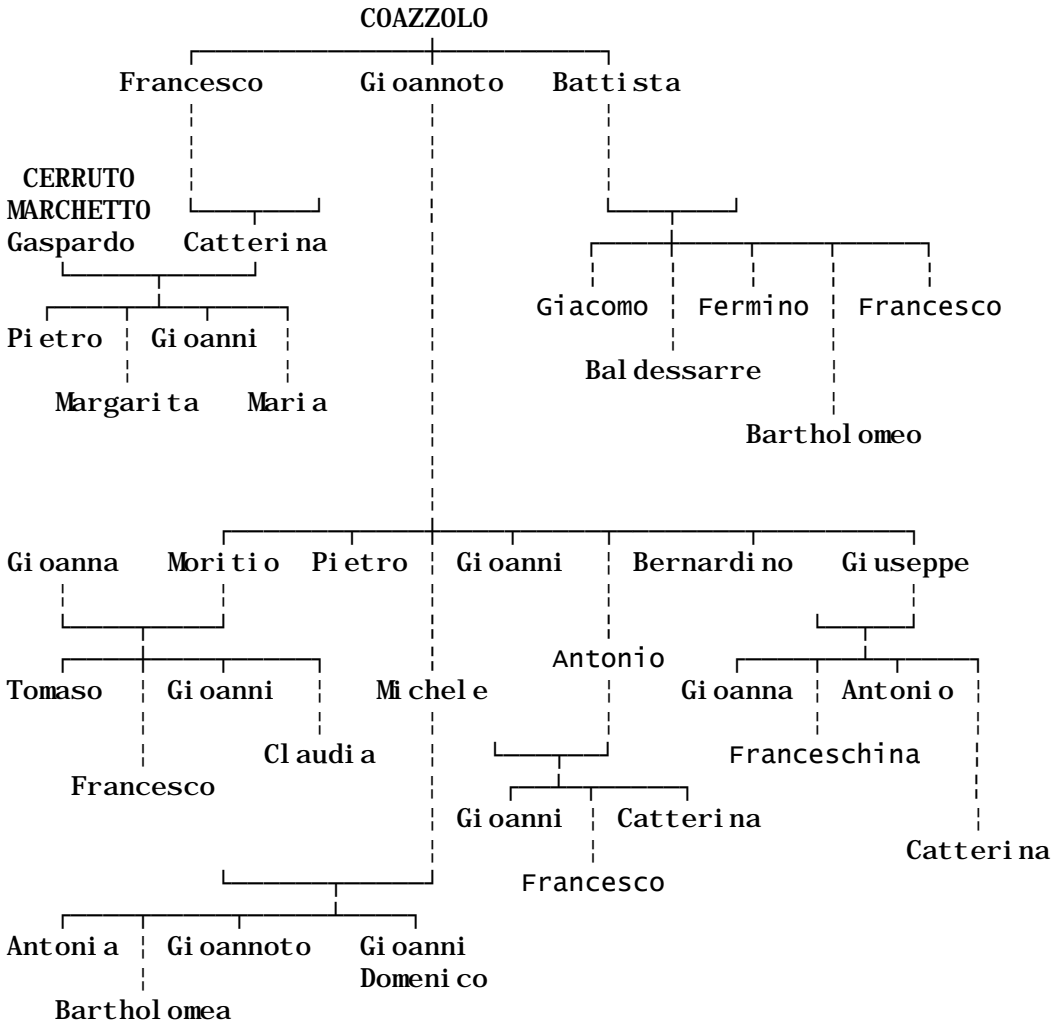 COAZZOLO
Francesco Gioannoto Battista
CERRUTO
MARCHETTO
Gaspardo Catterina
Giacomo Fermino Francesco
Pietro Gioanni
Baldessarre
Margarita Maria
Bartholomeo
Gioanna Moritio Pietro Gioanni Bernardino Giuseppe
Antonio
Tomaso Gioanni Michele Gioanna Antonio
Claudia Franceschina
Francesco
Gioanni Catterina
Catterina
Francesco
Antonia Gioannoto Gioanni
Domenico
Bartholomea